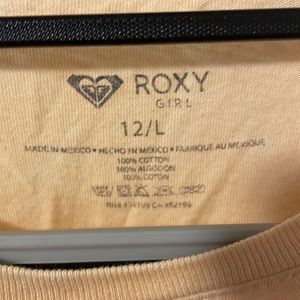 ROXY
GIRL
12/L
MADE IN MEXICO • HECHO EN MEXICO • FABRIQUE AU MEXIQUE
100% COTTON
100% ALGODON
100% COTON